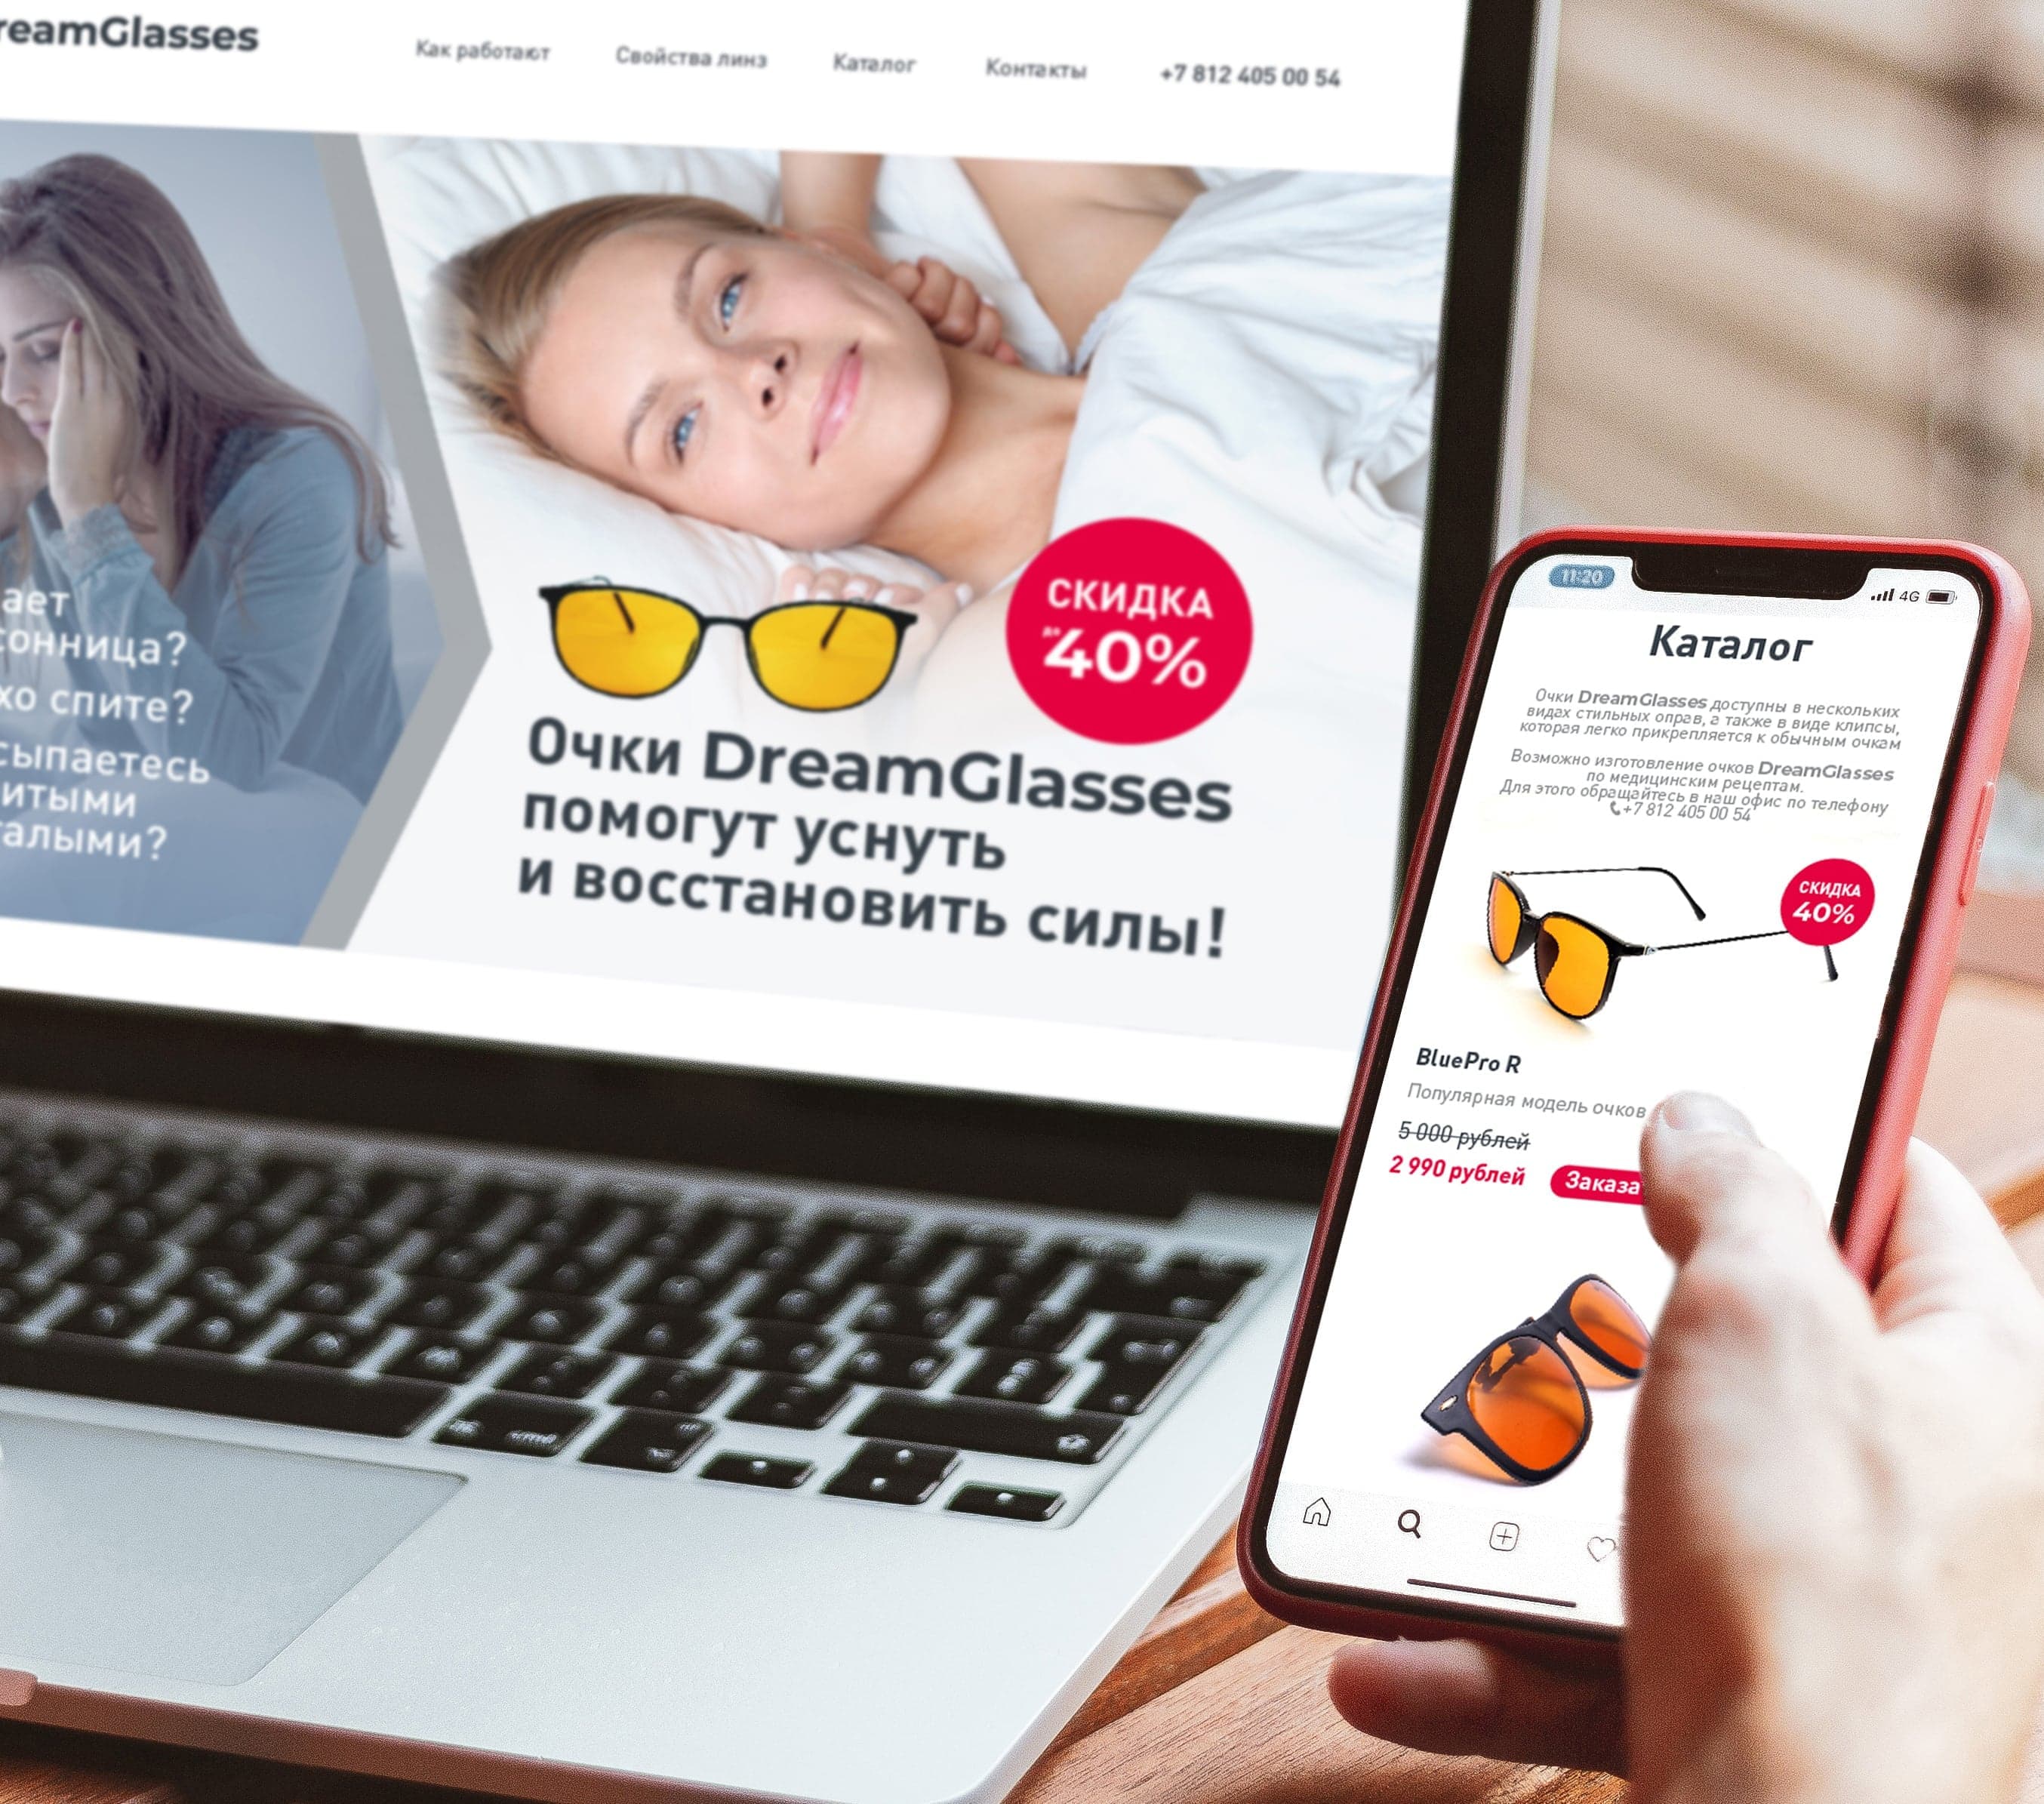 reamGlasses
Как работают
Свойства линз
Каталог
Контакты
+7 812 405 00 54
ает
сонница?
хо спите?
сыпаетесь
итыми
талыми?
СКИДКА
до 40%
Очки DreamGlasses
помогут уснуть
и восстановить силы!
11:20
4G
Каталог
Очки DreamGlasses доступны в нескольких
видах стильных оправ, а также в виде клипсы,
которая легко прикрепляется к обычным очкам
Возможно изготовление очков DreamGlasses
по медицинским рецептам.
Для этого обращайтесь в наш офис по телефону
+7 812 405 00 54
СКИДКА
40%
BluePro R
Популярная модель очков
5 000 рублей
2 990 рублей
Заказа
cmd